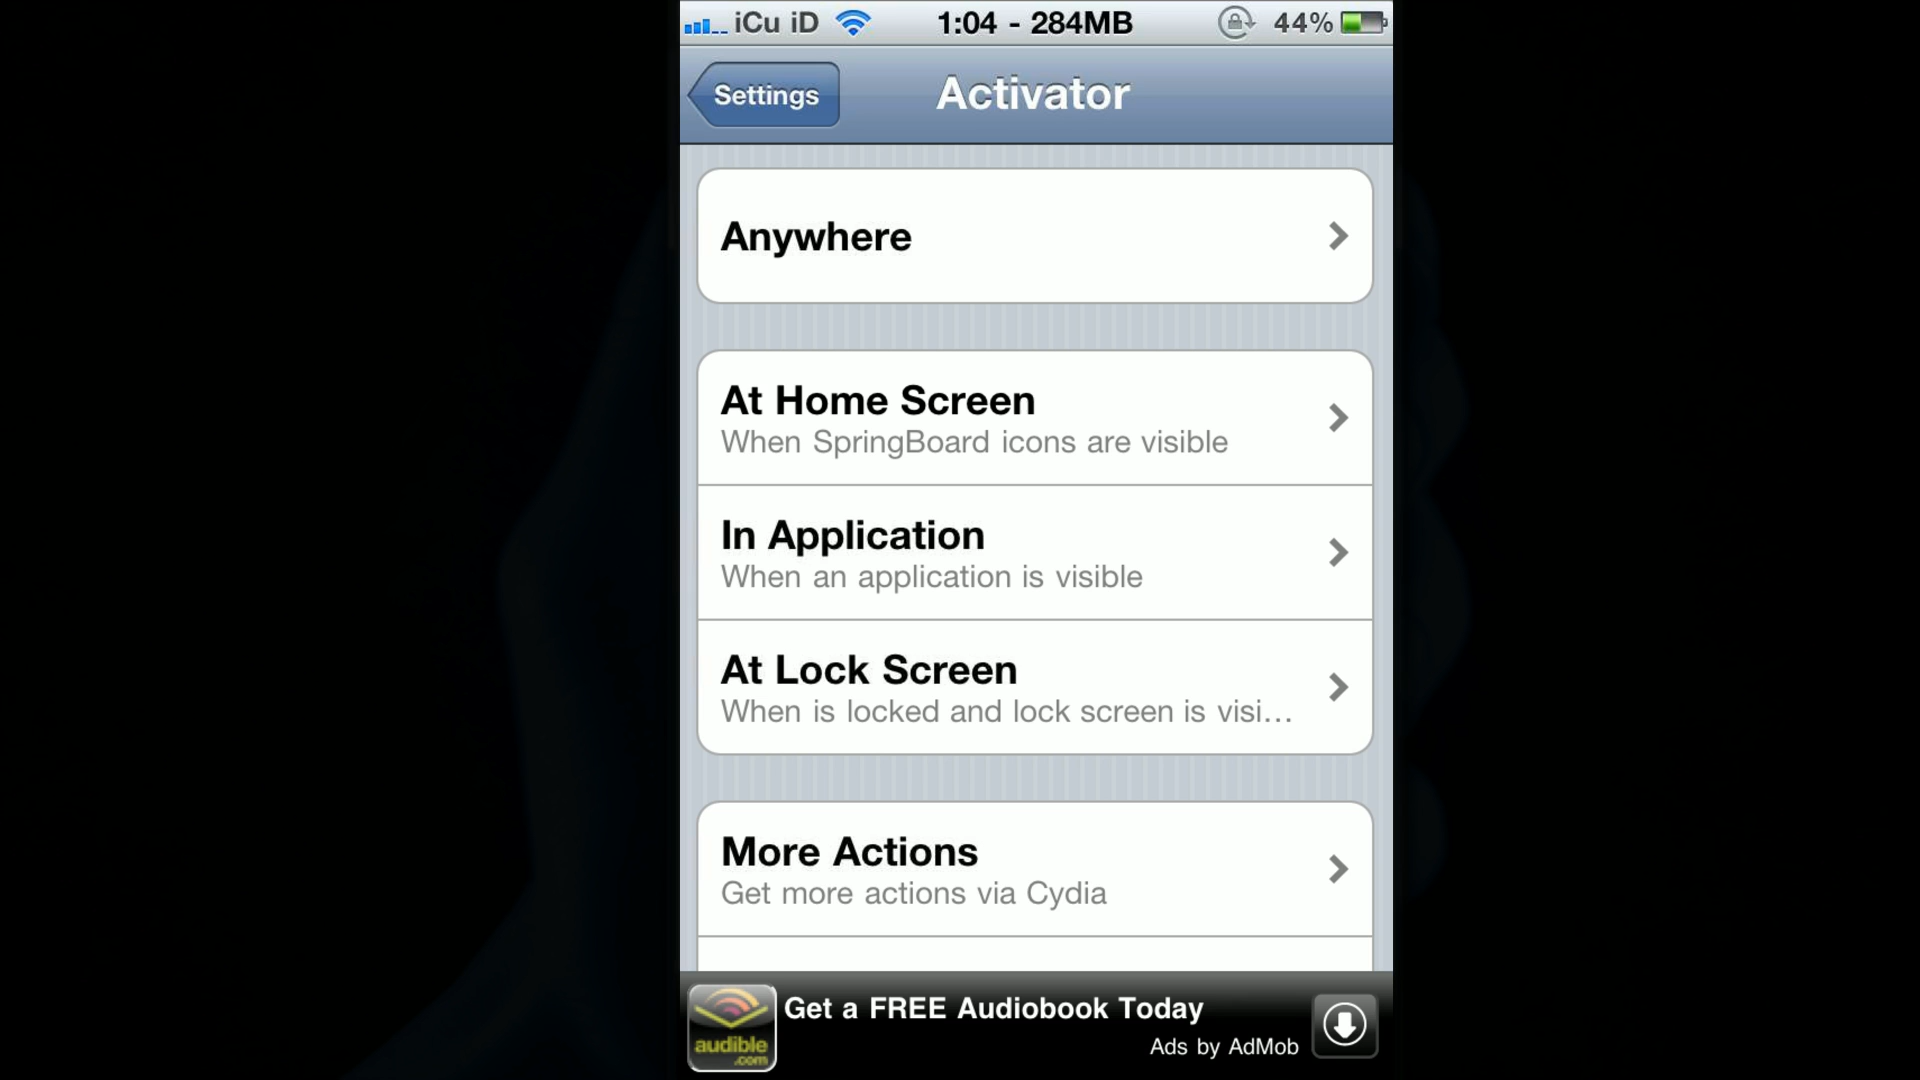 iCu iD 1:04 - 284MB 44%
Settings Activator
Anywhere
At Home Screen
When SpringBoard icons are visible
In Application
When an application is visible
At Lock Screen
When is locked and lock screen is visi...
More Actions
Get more actions via Cydia
Get a FREE Audiobook Today
Ads by AdMob
audible
.com